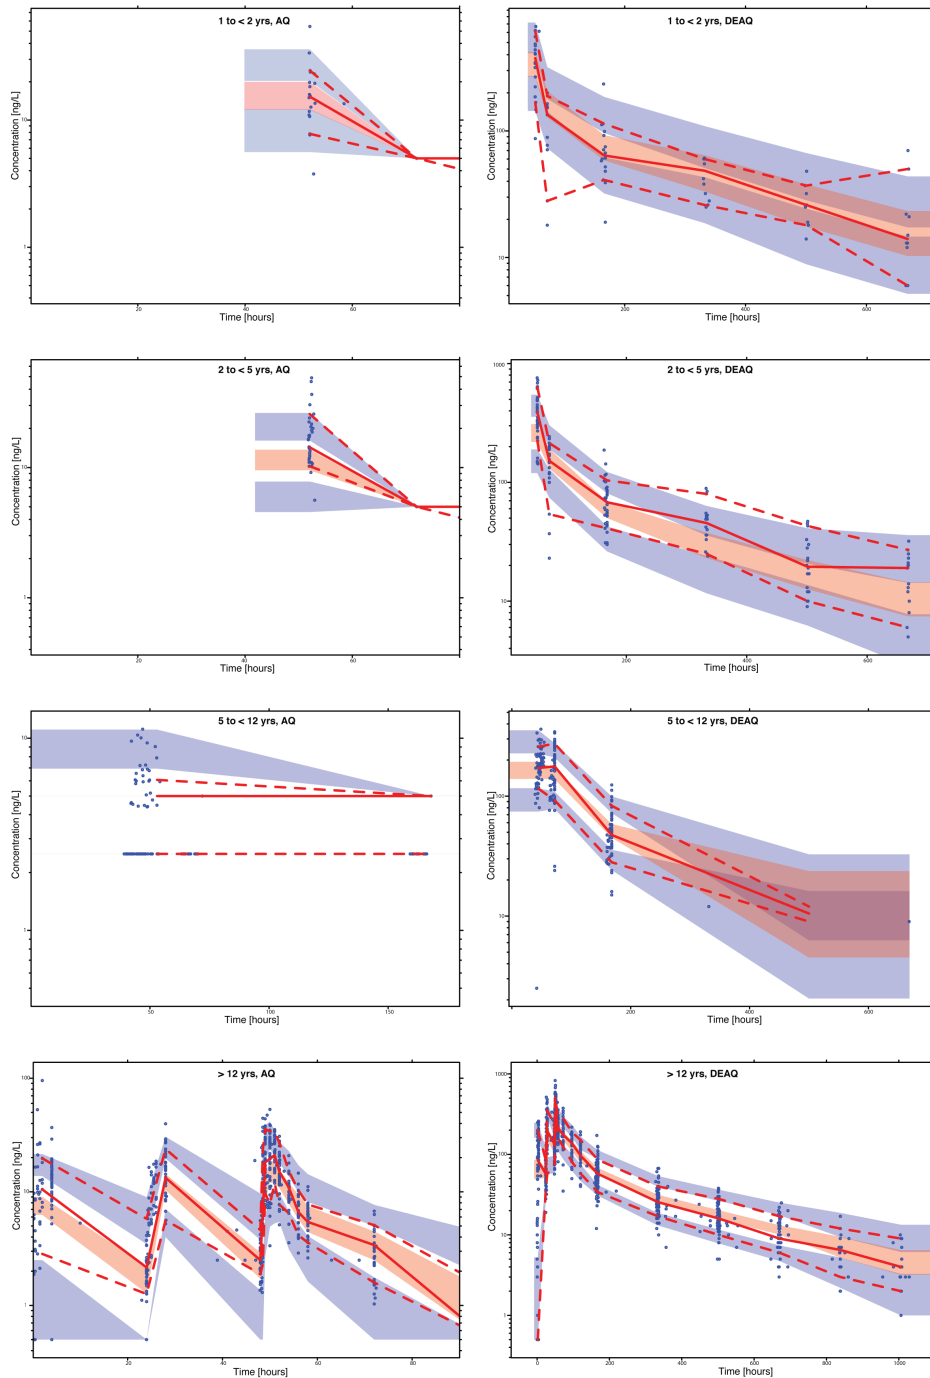 1 to < 2 yrs, AQ
Concentration [ng/L]
10
1
20
40
60
Time [hours]
1 to < 2 yrs, DEAQ
Concentration [ng/L]
100
10
200
400
600
Time [hours]
2 to < 5 yrs, AQ
Concentration [ng/L]
10
1
20
40
60
Time [hours]
2 to < 5 yrs, DEAQ
Concentration [ng/L]
1000
100
10
200
400
600
Time [hours]
5 to < 12 yrs, AQ
Concentration [ng/L]
10
1
50
100
150
Time [hours]
5 to < 12 yrs, DEAQ
Concentration [ng/L]
100
10
200
400
600
Time [hours]
> 12 yrs, AQ
Concentration [ng/L]
100
10
1
20
40
60
80
Time [hours]
> 12 yrs, DEAQ
Concentration [ng/L]
1000
100
10
1
0
200
400
600
800
1000
Time [hours]